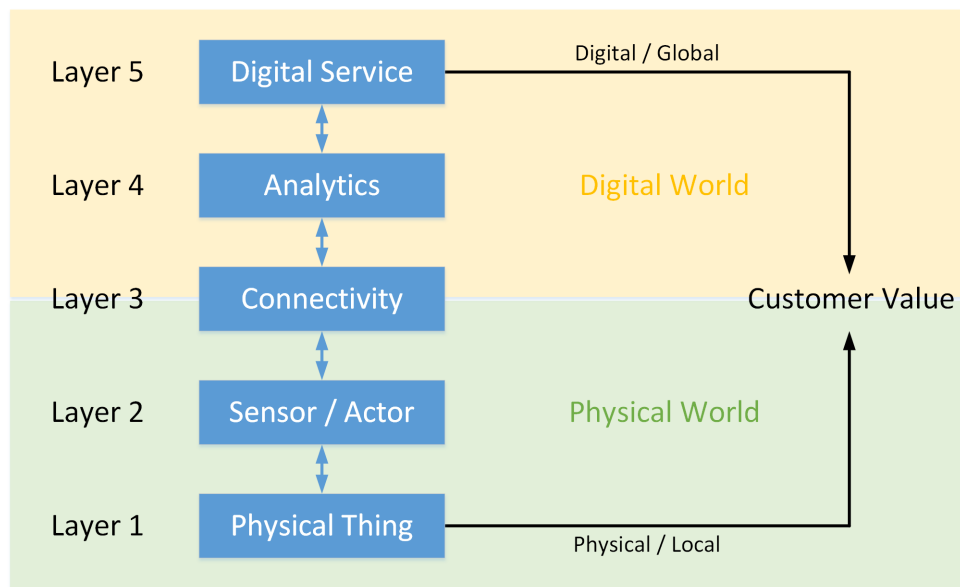 Layer 5
Digital Service
Digital / Global
Layer 4
Analytics
Digital World
Layer 3
Connectivity
Customer Value
Layer 2
Sensor / Actor
Physical World
Layer 1
Physical Thing
Physical / Local